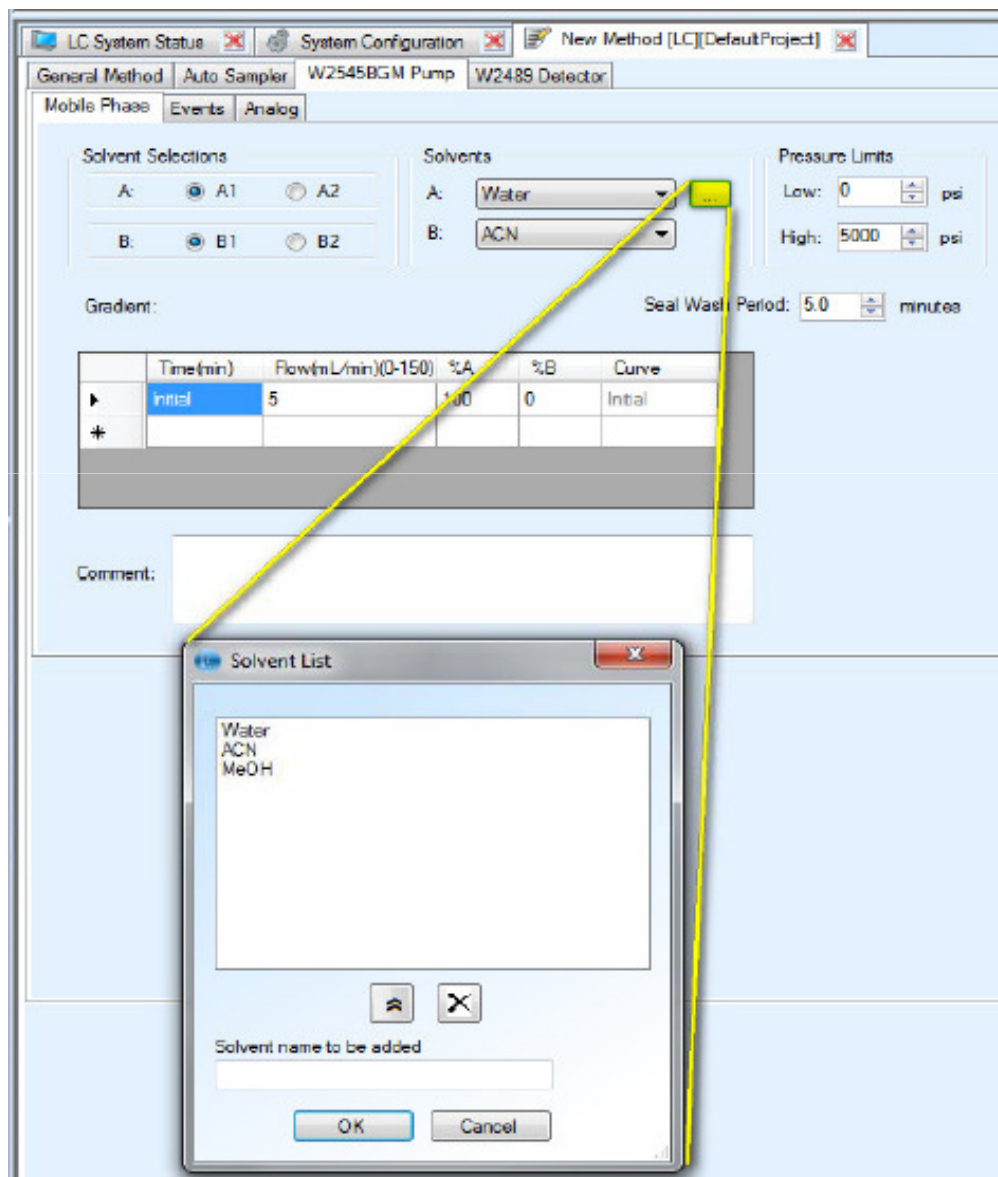 LC System Status System Configuration New Method [LC][DefaultProject]
General Method Auto Sampler W2545BGM Pump W2489 Detector
Mobile Phase Events Analog
Solvent Selections Solvents Pressure Limits
A: A1 A2 A: Water ... Low: 0 psi
B: B1 B2 B: ACN High: 5000 psi
Gradient: Seal Wash Period: 5.0 minutes
Time(min) Flow(mL/min)(0-150) %A %B Curve
Initial 5 100 0 Initial
Comment:
Solvent List
Water
ACN
MeOH
Solvent name to be added
OK Cancel